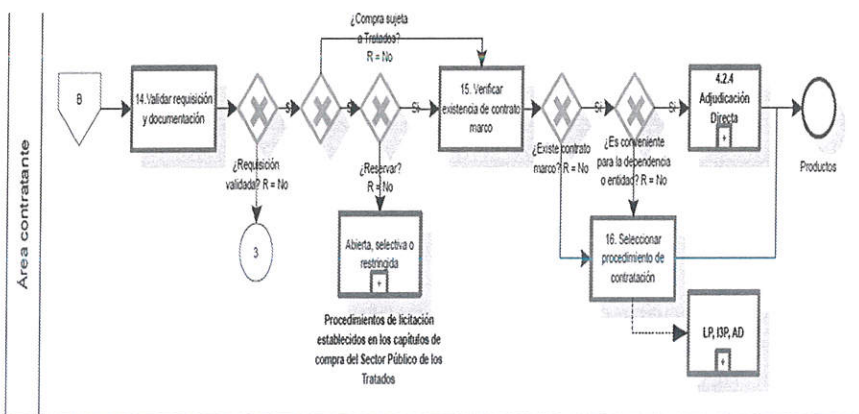 Área contratante
B
14.Validar requisición
y documentación
¿Requisición
validada? R = No
3
Sí
¿Compra sujeta
a Tratados?
R = No
Sí
¿Reservar?
R = No
Abierta, selectiva o
restringida
+
Procedimientos de licitación
establecidos en los capítulos de
compra del Sector Público de los
Tratados
Sí
15. Verificar
existencia de contrato
marco
¿Existe contrato
marco? R = No
Sí
¿Es conveniente
para la dependencia
o entidad? R = No
Sí
4.2.4
Adjudicación
Directa
+
Productos
16. Seleccionar
procedimiento de
contratación
LP, I3P, AD
+